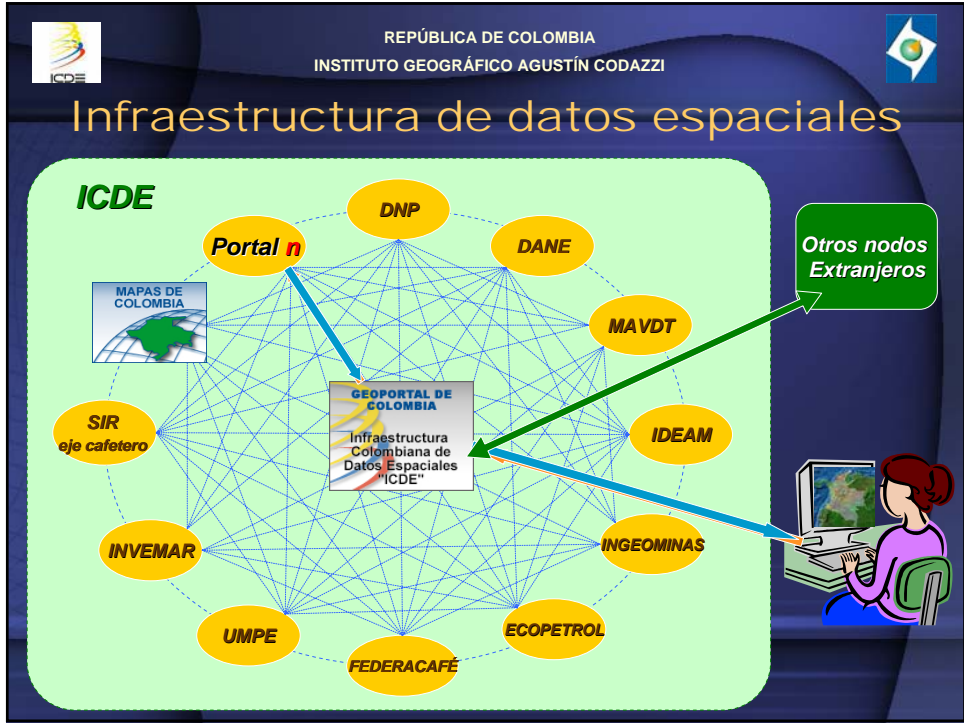 REPÚBLICA DE COLOMBIA
INSTITUTO GEOGRÁFICO AGUSTÍN CODAZZI
ICDE
Infraestructura de datos espaciales
ICDE
DNP
Portal n
DANE
Otros nodos
Extranjeros
MAPAS DE
COLOMBIA
MAVDT
GEOPORTAL DE
COLOMBIA
Infraestructura
Colombiana de
Datos Espaciales
"ICDE"
SIR
eje cafetero
IDEAM
INVEMAR
INGEOMINAS
UMPE
ECOPETROL
FEDERACAFÉ